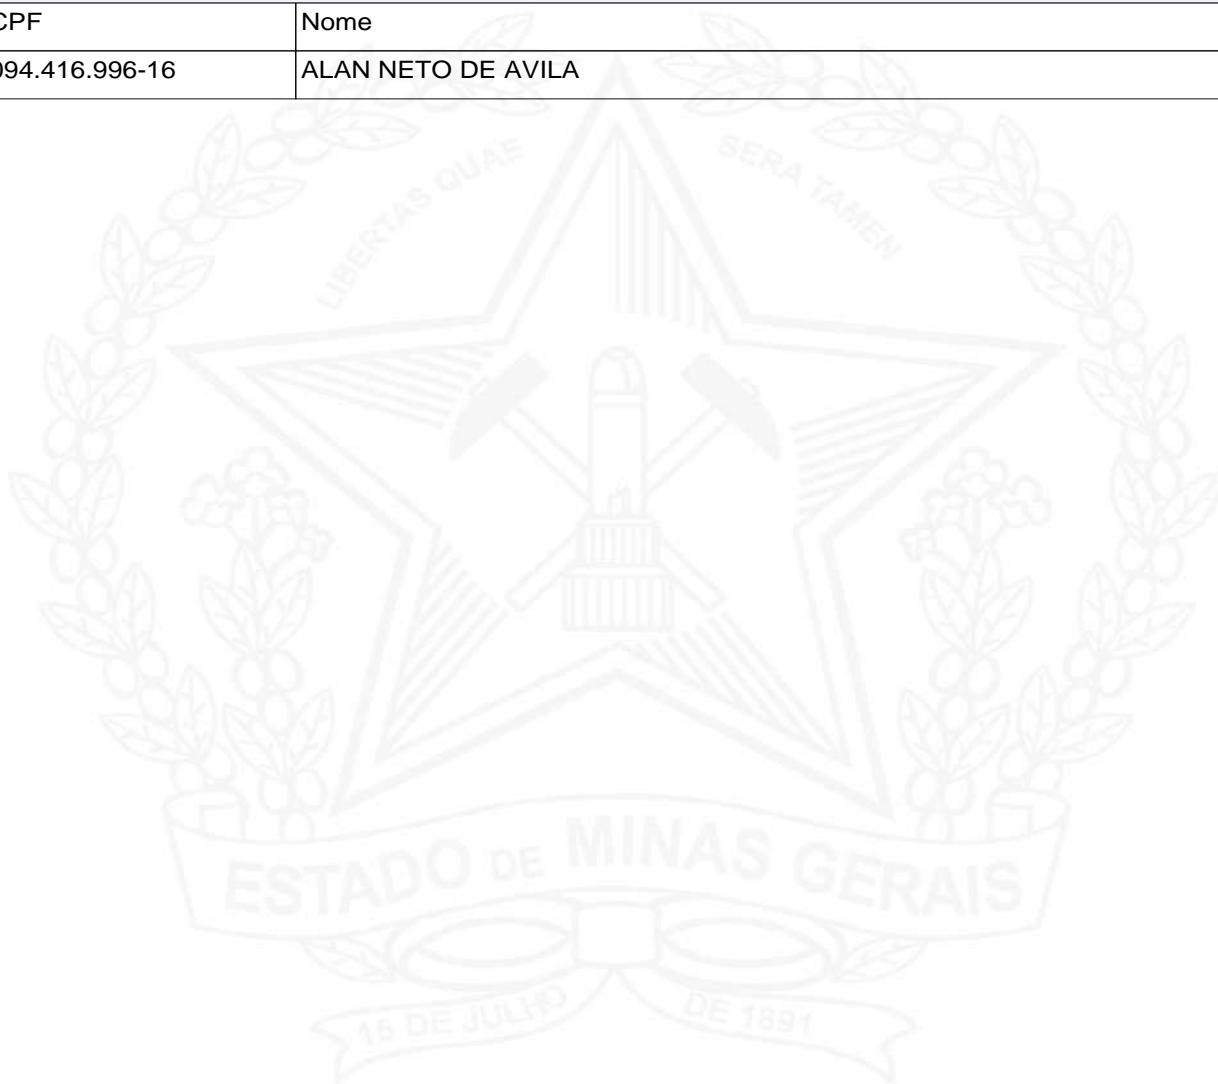 CPF Nome
094.416.996-16 ALAN NETO DE AVILA
LIBERTAS QUAE SERA TAMEN
ESTADO DE MINAS GERAIS
15 DE JULHO DE 1891